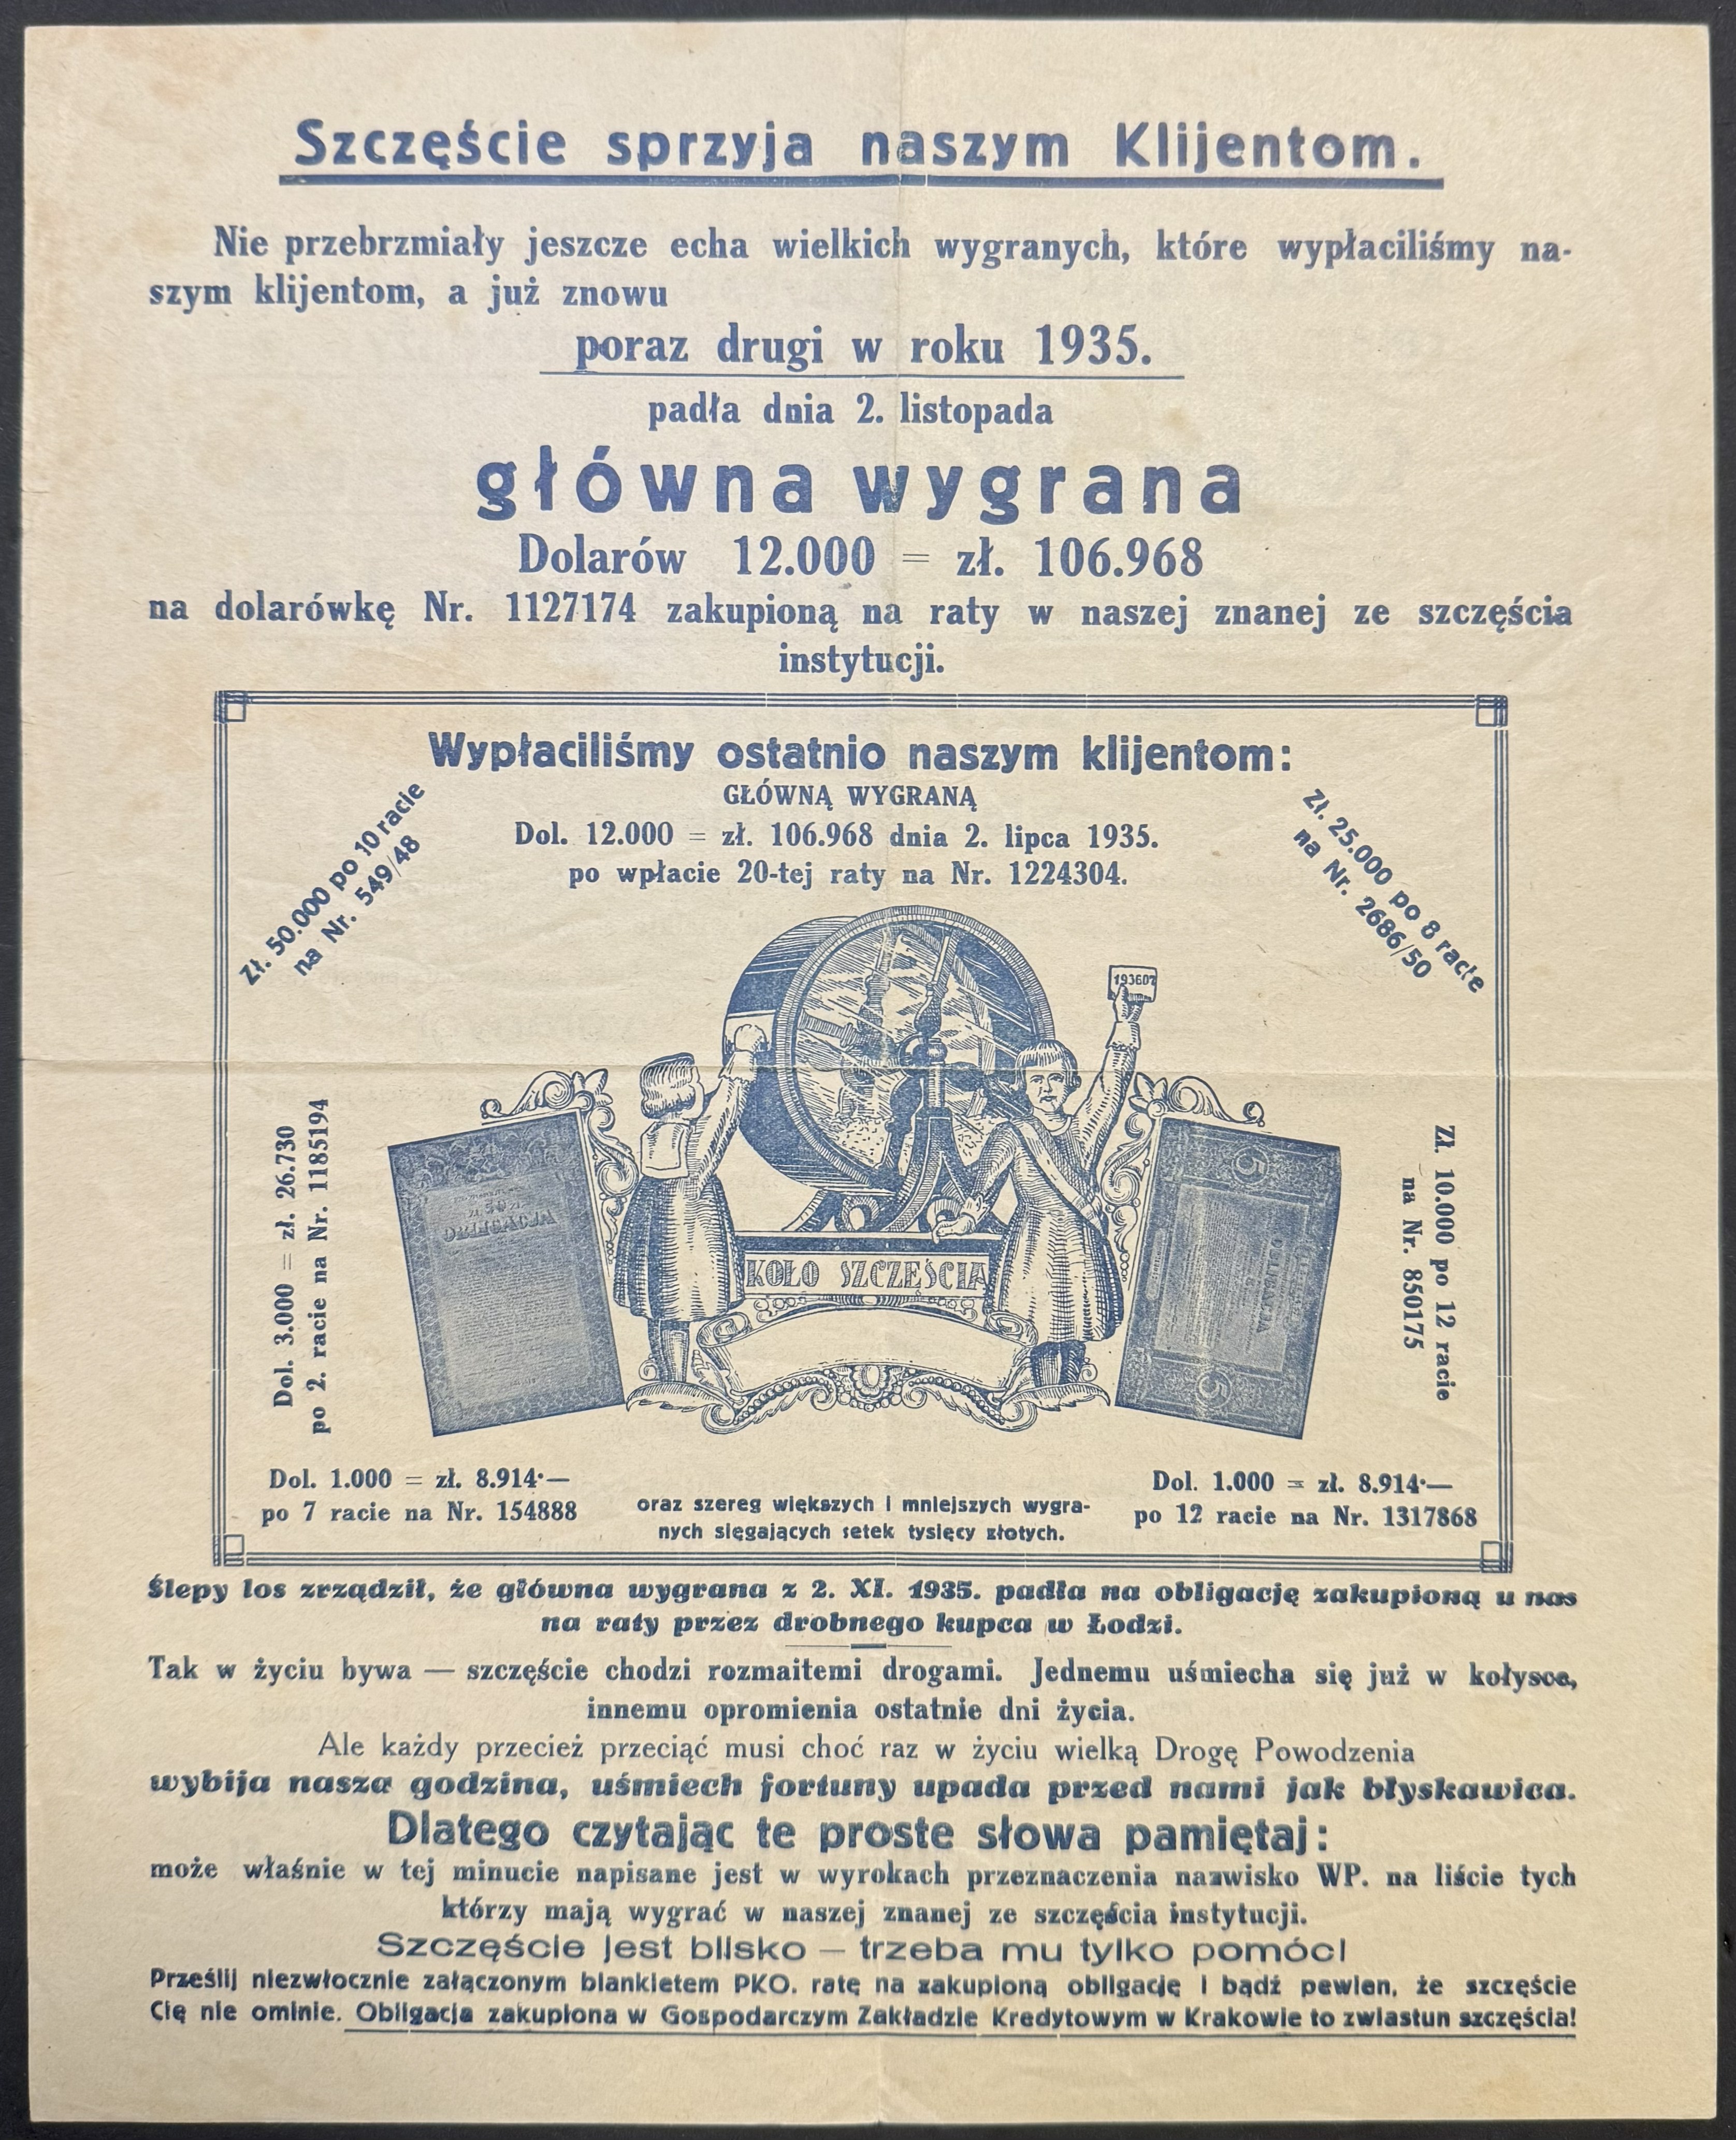 Szczęście sprzyja naszym Klijentom.
Nie przebrzmiały jeszcze echa wielkich wygranych, które wypłaciliśmy na-
szym klijentom, a już znowu
poraz drugi w roku 1935.
padła dnia 2. listopada
główna wygrana
Dolarów 12.000 = zł. 106.968
na dolarówkę Nr. 1127174 zakupioną na raty w naszej znanej ze szczęścia
instytucji.
Wypłaciliśmy ostatnio naszym klijentom:
GŁÓWNĄ WYGRANĄ
Dol. 12.000 = zł. 106.968 dnia 2. lipca 1935.
po wpłacie 20-tej raty na Nr. 1224304.
Zł. 50.000 po 10 racie
na Nr. 549/48
Zł. 25.000 po 8 racie
na Nr. 2686/50
193607
Dol. 3.000 = zł. 26.730
po 2. racie na Nr. 1185194
OBLIGACJA
5
OBLIGACJA
5
KOŁO SZCZĘŚCIA
Zł. 10.000 po 12 racie
na Nr. 850175
Dol. 1.000 = zł. 8.914·—
po 7 racie na Nr. 154888
oraz szereg większych i mniejszych wygra-
nych sięgających setek tysięcy złotych.
Dol. 1.000 = zł. 8.914·—
po 12 racie na Nr. 1317868
Ślepy los zrządził, że główna wygrana z 2. XI. 1935. padła na obligację zakupioną u nas
na raty przez drobnego kupca w Łodzi.
Tak w życiu bywa — szczęście chodzi rozmaitemi drogami. Jednemu uśmiecha się już w kołysce,
innemu opromienia ostatnie dni życia.
Ale każdy przecież przeciąć musi choć raz w życiu wielką Drogę Powodzenia
wybija nasza godzina, uśmiech fortuny upada przed nami jak błyskawica.
Dlatego czytając te proste słowa pamiętaj:
może właśnie w tej minucie napisane jest w wyrokach przeznaczenia nazwisko WP. na liście tych
którzy mają wygrać w naszej znanej ze szczęścia instytucji.
Szczęście jest blisko — trzeba mu tylko pomóc!
Prześlij niezwłocznie załączonym blankietem PKO. ratę na zakupioną obligację i bądź pewien, że szczęście
Cię nie ominie. Obligacja zakupiona w Gospodarczym Zakładzie Kredytowym w Krakowie to zwiastun szczęścia!